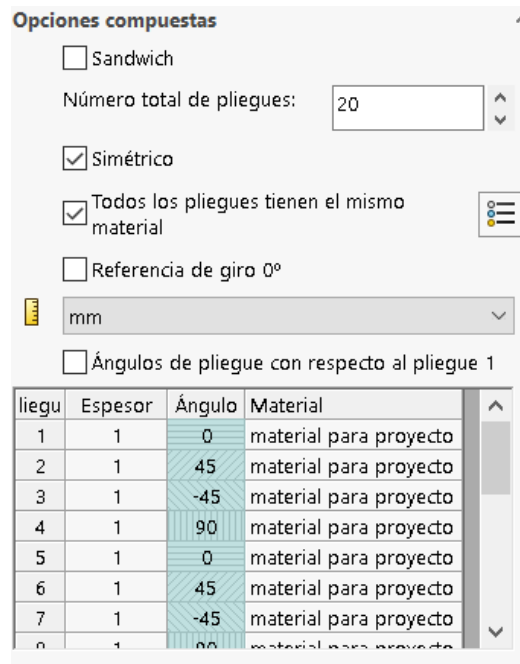 Opciones compuestas
Sandwich
Número total de pliegues: 20
Simétrico
Todos los pliegues tienen el mismo
material
Referencia de giro 0º
mm
Ángulos de pliegue con respecto al pliegue 1
liegu Espesor Ángulo Material
1 1 0 material para proyecto
2 1 45 material para proyecto
3 1 -45 material para proyecto
4 1 90 material para proyecto
5 1 0 material para proyecto
6 1 45 material para proyecto
7 1 -45 material para proyecto